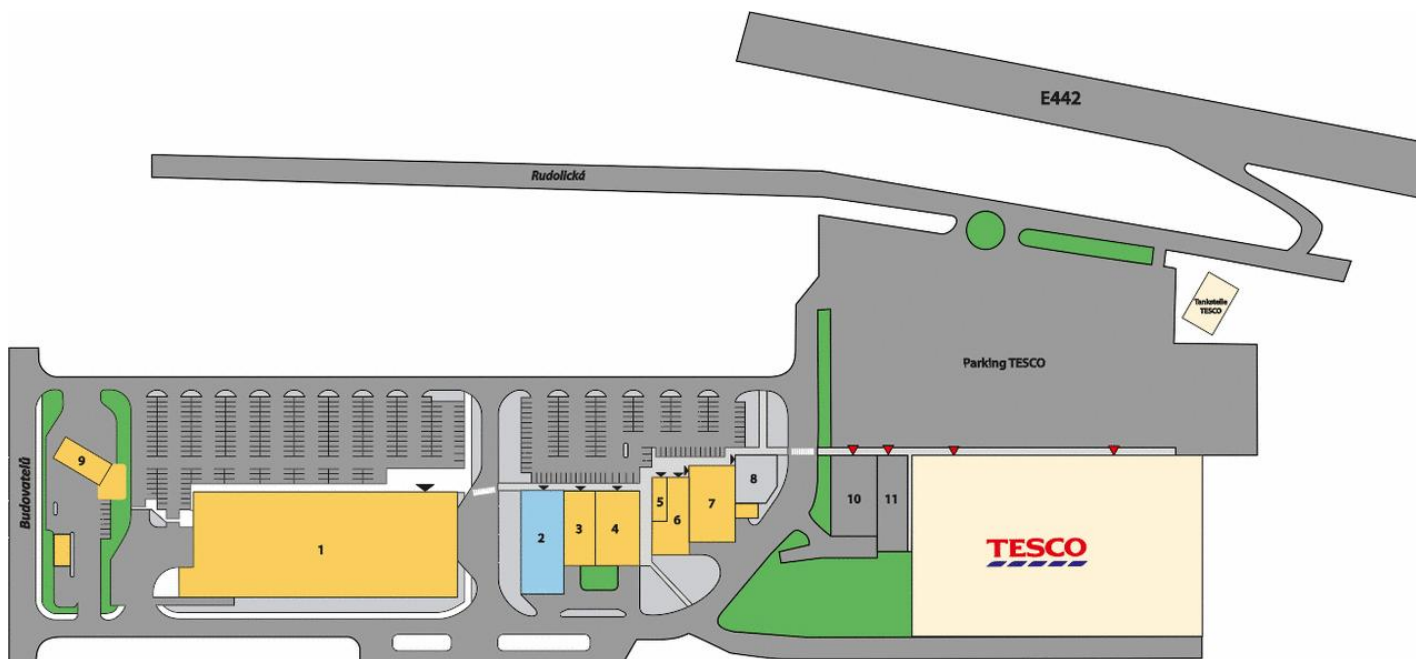 E442
Rudolická
Tankstelle
TESCO
Parking TESCO
Budovatelů
9
1
2
3
4
5
6
7
8
10
11
TESCO